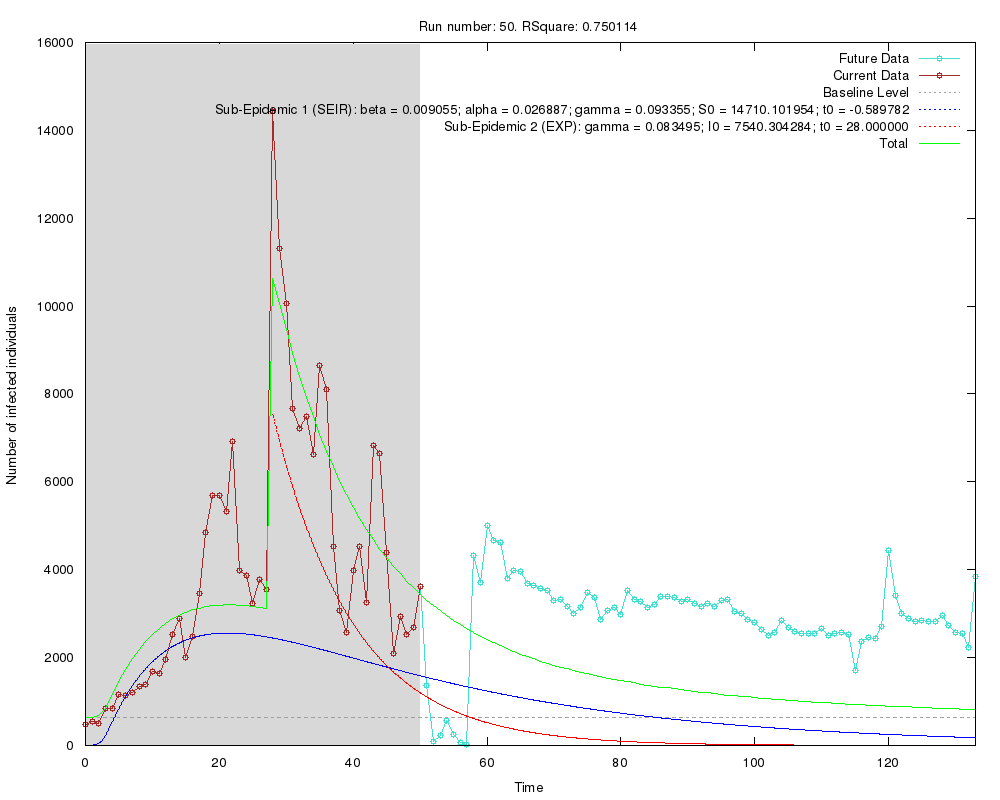 Run number: 50. RSquare: 0.750114
16000
14000
12000
10000
8000
6000
4000
2000
0
Number of infected individuals
Future Data
Current Data
Baseline Level
Sub-Epidemic 1 (SEIR): beta = 0.009055; alpha = 0.026887; gamma = 0.093355; S0 = 14710.101954; t0 = -0.589782
Sub-Epidemic 2 (EXP): gamma = 0.083495; I0 = 7540.304284; t0 = 28.000000
Total
0 20 40 60 80 100 120
Time